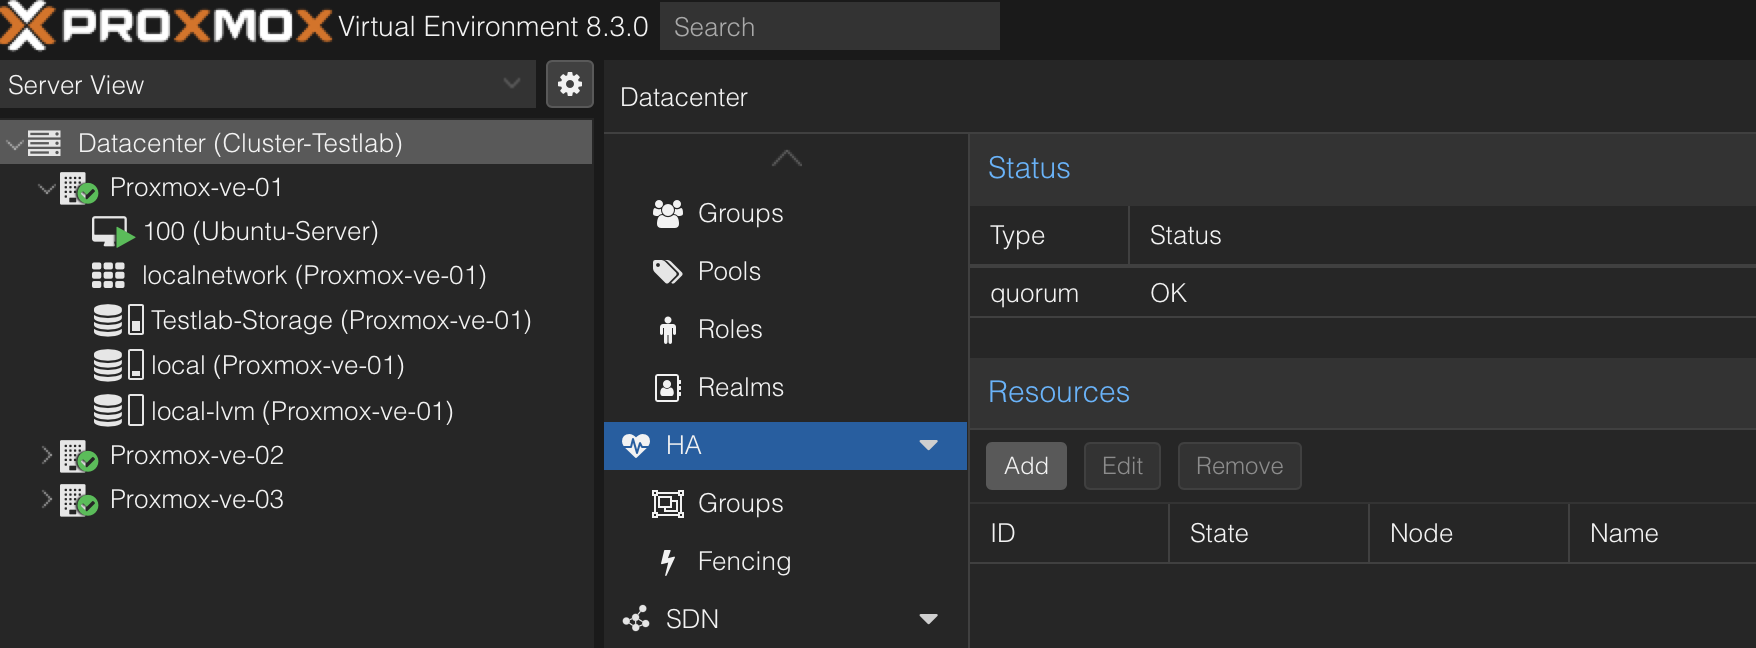 PROXMOX Virtual Environment 8.3.0 Search
Server View
Datacenter (Cluster-Testlab)
Proxmox-ve-01
100 (Ubuntu-Server)
localnetwork (Proxmox-ve-01)
Testlab-Storage (Proxmox-ve-01)
local (Proxmox-ve-01)
local-lvm (Proxmox-ve-01)
Proxmox-ve-02
Proxmox-ve-03
Datacenter
Groups
Pools
Roles
Realms
HA
Groups
Fencing
SDN
Status
Type Status
quorum OK
Resources
Add Edit Remove
ID State Node Name